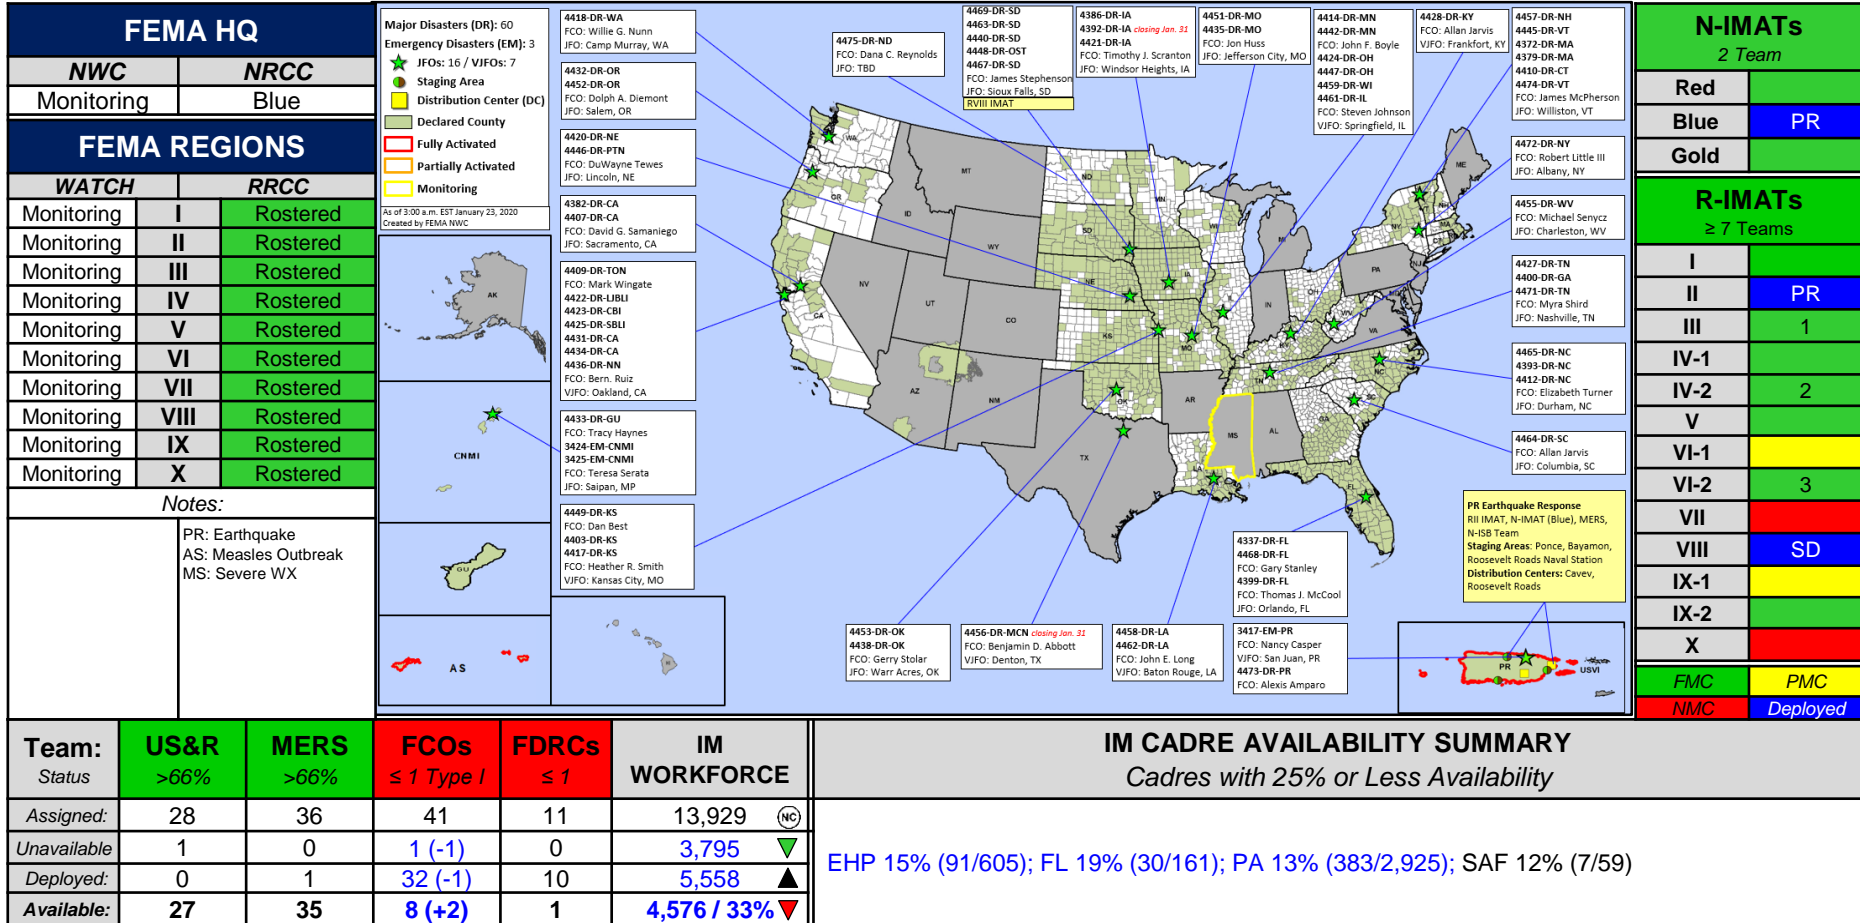 FEMA HQ
NWC NRCC
Monitoring Blue
FEMA REGIONS
WATCH RRCC
Monitoring I Rostered
Monitoring II Rostered
Monitoring III Rostered
Monitoring IV Rostered
Monitoring V Rostered
Monitoring VI Rostered
Monitoring VII Rostered
Monitoring VIII Rostered
Monitoring IX Rostered
Monitoring X Rostered
Notes:
PR: Earthquake
AS: Measles Outbreak
MS: Severe WX
Major Disasters (DR): 60
Emergency Disasters (EM): 3
JFOs: 16 / VJFOs: 7
Staging Area
Distribution Center (DC)
Declared County
Fully Activated
Partially Activated
Monitoring
As of 3:00 a.m. EST January 23, 2020
Created by FEMA NWC
AK
CNMI
GU
AS
HI
4418-DR-WA
FCO: Willie G. Nunn
JFO: Camp Murray, WA
4432-DR-OR
4452-DR-OR
FCO: Dolph A. Diemont
JFO: Salem, OR
4420-DR-NE
4446-DR-PTN
FCO: DuWayne Tewes
JFO: Lincoln, NE
4382-DR-CA
4407-DR-CA
FCO: David G. Samaniego
JFO: Sacramento, CA
4409-DR-TON
FCO: Mark Wingate
4422-DR-LJBLI
4423-DR-CBI
4425-DR-SBLI
4431-DR-CA
4434-DR-CA
4436-DR-NN
FCO: Bern. Ruiz
VJFO: Oakland, CA
4433-DR-GU
FCO: Tracy Haynes
3424-EM-CNMI
3425-EM-CNMI
FCO: Teresa Serata
JFO: Saipan, MP
4449-DR-KS
FCO: Dan Best
4403-DR-KS
4417-DR-KS
FCO: Heather R. Smith
VJFO: Kansas City, MO
4475-DR-ND
FCO: Dana C. Reynolds
JFO: TBD
4469-DR-SD
4463-DR-SD
4440-DR-SD
4448-DR-OST
4467-DR-SD
FCO: James Stephenson
JFO: Sioux Falls, SD
RVIII IMAT
4386-DR-IA
4392-DR-IA closing Jan. 31
4421-DR-IA
FCO: Timothy J. Scranton
JFO: Windsor Heights, IA
4451-DR-MO
4435-DR-MO
FCO: Jon Huss
JFO: Jefferson City, MO
4414-DR-MN
4442-DR-MN
FCO: John F. Boyle
4424-DR-OH
4447-DR-OH
4459-DR-WI
4461-DR-IL
FCO: Steven Johnson
VJFO: Springfield, IL
4428-DR-KY
FCO: Allan Jarvis
VJFO: Frankfort, KY
4457-DR-NH
4445-DR-VT
4372-DR-MA
4379-DR-MA
4410-DR-CT
4474-DR-VT
FCO: James McPherson
JFO: Williston, VT
4472-DR-NY
FCO: Robert Little III
JFO: Albany, NY
4455-DR-WV
FCO: Michael Senycz
JFO: Charleston, WV
4427-DR-TN
4400-DR-GA
4471-DR-TN
FCO: Myra Shird
JFO: Nashville, TN
4465-DR-NC
4393-DR-NC
4412-DR-NC
FCO: Elizabeth Turner
JFO: Durham, NC
4464-DR-SC
FCO: Allan Jarvis
JFO: Columbia, SC
PR Earthquake Response
RII IMAT, N-IMAT (Blue), MERS,
N-ISB Team
Staging Areas: Ponce, Bayamon,
Roosevelt Roads Naval Station
Distribution Centers: Cavev,
Roosevelt Roads
4337-DR-FL
4468-DR-FL
FCO: Gary Stanley
4399-DR-FL
FCO: Thomas J. McCool
JFO: Orlando, FL
4453-DR-OK
4438-DR-OK
FCO: Gerry Stolar
JFO: Warr Acres, OK
4456-DR-MCN closing Jan. 31
FCO: Benjamin D. Abbott
VJFO: Denton, TX
4458-DR-LA
4462-DR-LA
FCO: John E. Long
VJFO: Baton Rouge, LA
3417-EM-PR
FCO: Nancy Casper
VJFO: San Juan, PR
4473-DR-PR
FCO: Alexis Amparo
WA
MT
ND
MN
ME
OR
ID
SD
WI
MI
NY
VT
NH
MA
CT
WY
IA
PA
NJ
NV
UT
NE
IN
OH
WV
VA
CA
CO
KS
MO
KY
AZ
NM
OK
AR
TN
NC
SC
TX
LA
MS
AL
GA
FL
PR
USVI
N-IMATs
2 Team
Red
Blue PR
Gold
R-IMATs
≥ 7 Teams
I
II PR
III 1
IV-1
IV-2 2
V
VI-1
VI-2 3
VII
VIII SD
IX-1
IX-2
X
FMC PMC
NMC Deployed
Team: US&R MERS FCOs FDRCs IM
Status >66% >66% ≤ 1 Type I ≤ 1 WORKFORCE
Assigned: 28 36 41 11 13,929 NC
Unavailable 1 0 1 (-1) 0 3,795
Deployed: 0 1 32 (-1) 10 5,558
Available: 27 35 8 (+2) 1 4,576 / 33%
IM CADRE AVAILABILITY SUMMARY
Cadres with 25% or Less Availability
EHP 15% (91/605); FL 19% (30/161); PA 13% (383/2,925); SAF 12% (7/59)